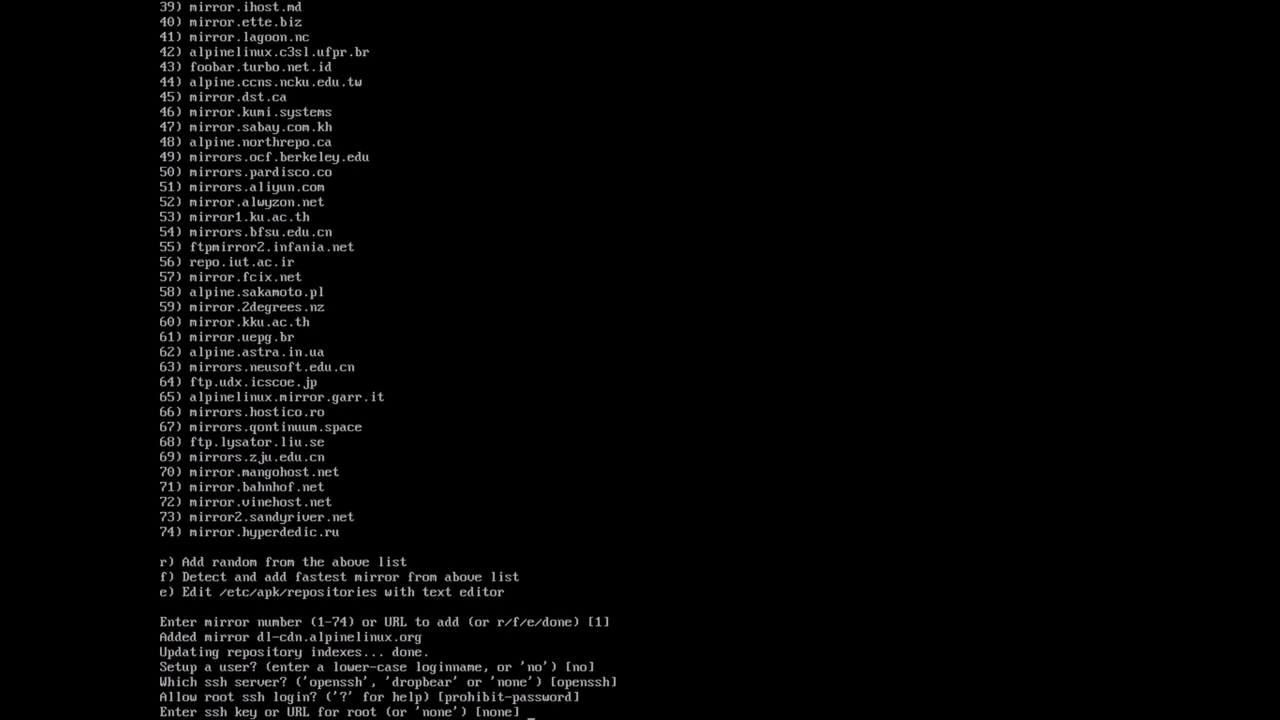 39) mirror.ihost.md
40) mirror.ette.biz
41) mirror.lagoon.nc
42) alpinelinux.c3sl.ufpr.br
43) foobar.turbo.net.id
44) alpine.ccns.ncku.edu.tw
45) mirror.dst.ca
46) mirror.kumi.systems
47) mirror.sabay.com.kh
48) alpine.northrepo.ca
49) mirrors.ocf.berkeley.edu
50) mirrors.pardisco.co
51) mirrors.aliyun.com
52) mirror.alwyzon.net
53) mirror1.ku.ac.th
54) mirrors.bfsu.edu.cn
55) ftpmirror2.infania.net
56) repo.iut.ac.ir
57) mirror.fcix.net
58) alpine.sakamoto.pl
59) mirror.2degrees.nz
60) mirror.kku.ac.th
61) mirror.uepg.br
62) alpine.astra.in.ua
63) mirrors.neusoft.edu.cn
64) ftp.udx.icscoe.jp
65) alpinelinux.mirror.garr.it
66) mirrors.hostico.ro
67) mirrors.qontinuum.space
68) ftp.lysator.liu.se
69) mirrors.zju.edu.cn
70) mirror.mangohost.net
71) mirror.bahnhof.net
72) mirror.vinehost.net
73) mirror2.sandyriver.net
74) mirror.hyperdedic.ru
r) Add random from the above list
f) Detect and add fastest mirror from above list
e) Edit /etc/apk/repositories with text editor
Enter mirror number (1-74) or URL to add (or r/f/e/done) [1]
Added mirror dl-cdn.alpinelinux.org
Updating repository indexes... done.
Setup a user? (enter a lower-case loginname, or 'no') [no]
Which ssh server? ('openssh', 'dropbear' or 'none') [openssh]
Allow root ssh login? ('?' for help) [prohibit-password]
Enter ssh key or URL for root (or 'none') [none] _